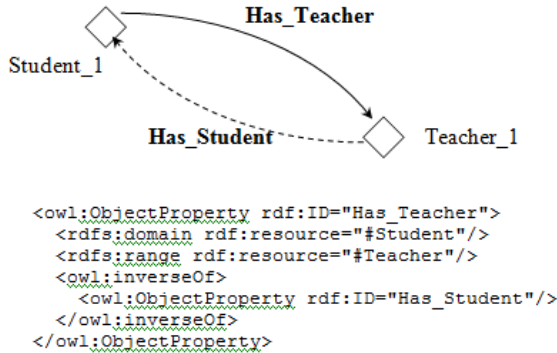 Has_Teacher
Student_1
Has_Student
Teacher_1
<owl:ObjectProperty rdf:ID="Has_Teacher">
  <rdfs:domain rdf:resource="#Student"/>
  <rdfs:range rdf:resource="#Teacher"/>
  <owl:inverseOf>
    <owl:ObjectProperty rdf:ID="Has_Student"/>
  </owl:inverseOf>
</owl:ObjectProperty>